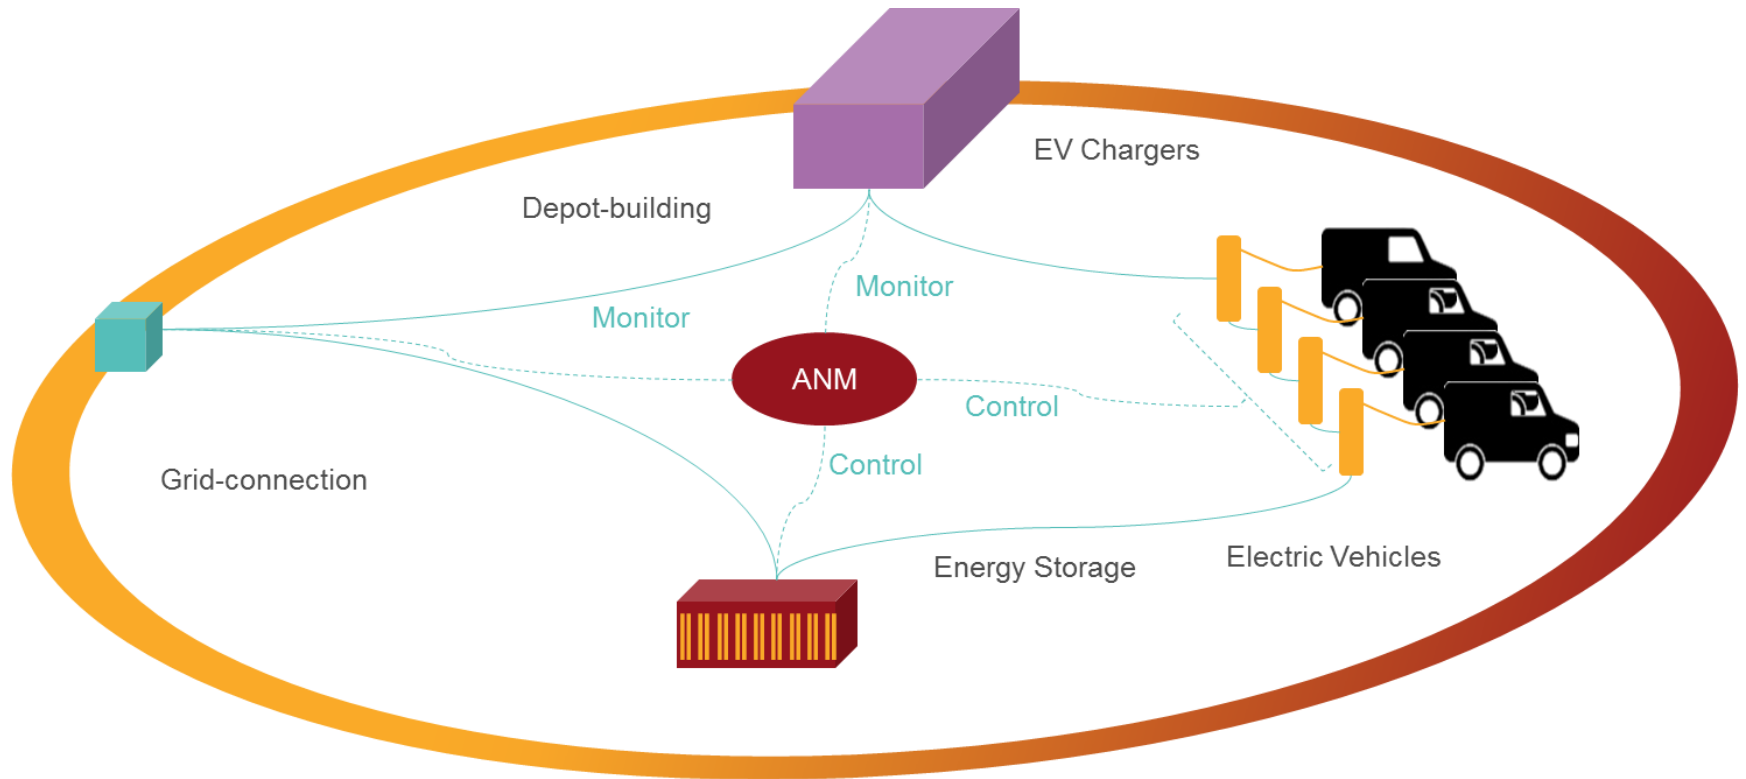 EV Chargers
Depot-building
Monitor
Monitor
ANM
Control
Control
Grid-connection
Energy Storage
Electric Vehicles